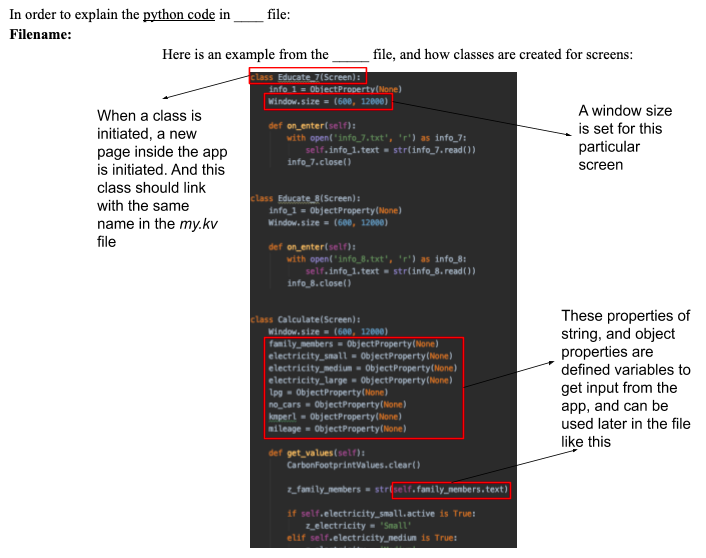 In order to explain the python code in ____ file:
Filename:
Here is an example from the _____ file, and how classes are created for screens:
class Educate_7(Screen):
info_1 = ObjectProperty(None)
Window.size = (600, 12000)
def on_enter(self):
with open('info_7.txt', 'r') as info_7:
self.info_1.text = str(info_7.read())
info_7.close()
class Educate_8(Screen):
info_1 = ObjectProperty(None)
Window.size = (600, 12000)
def on_enter(self):
with open('info_8.txt', 'r') as info_8:
self.info_1.text = str(info_8.read())
info_8.close()
class Calculate(Screen):
Window.size = (600, 12000)
family_members = ObjectProperty(None)
electricity_small = ObjectProperty(None)
electricity_medium = ObjectProperty(None)
electricity_large = ObjectProperty(None)
lpg = ObjectProperty(None)
no_cars = ObjectProperty(None)
kmperl = ObjectProperty(None)
mileage = ObjectProperty(None)
def get_values(self):
CarbonFootprintValues.clear()
z_family_members = str(self.family_members.text)
if self.electricity_small.active is True:
z_electricity = 'Small'
elif self.electricity_medium is True:
When a class is
initiated, a new
page inside the app
is initiated. And this
class should link
with the same
name in the my.kv
file
A window size
is set for this
particular
screen
These properties of
string, and object
properties are
defined variables to
get input from the
app, and can be
used later in the file
like this